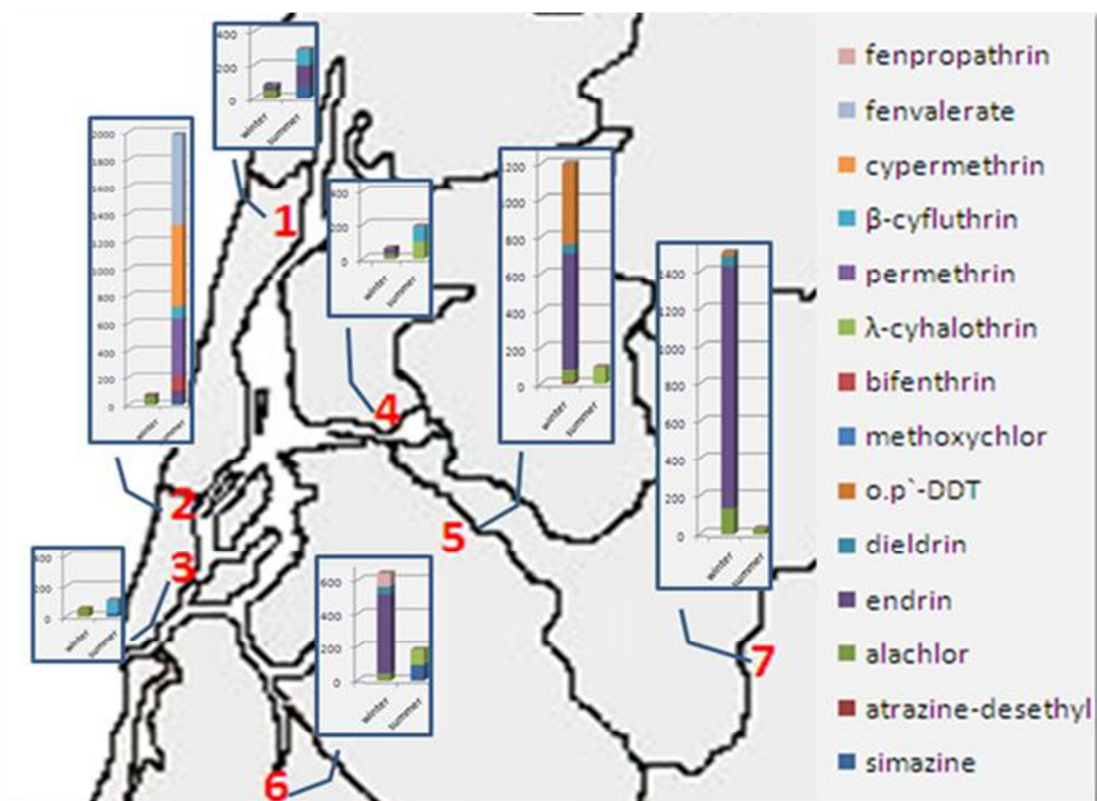 400
200
0
winter
summer
1
2000
1800
1600
1400
1200
1000
800
600
400
200
0
winter
summer
2
400
200
0
winter
summer
3
400
200
0
winter
summer
4
1200
1000
800
600
400
200
0
winter
summer
5
600
400
200
0
winter
summer
6
1400
1200
1000
800
600
400
200
0
winter
summer
7
fenpropathrin
fenvalerate
cypermethrin
β-cyfluthrin
permethrin
λ-cyhalothrin
bifenthrin
methoxychlor
o.p`-DDT
dieldrin
endrin
alachlor
atrazine-desethyl
simazine